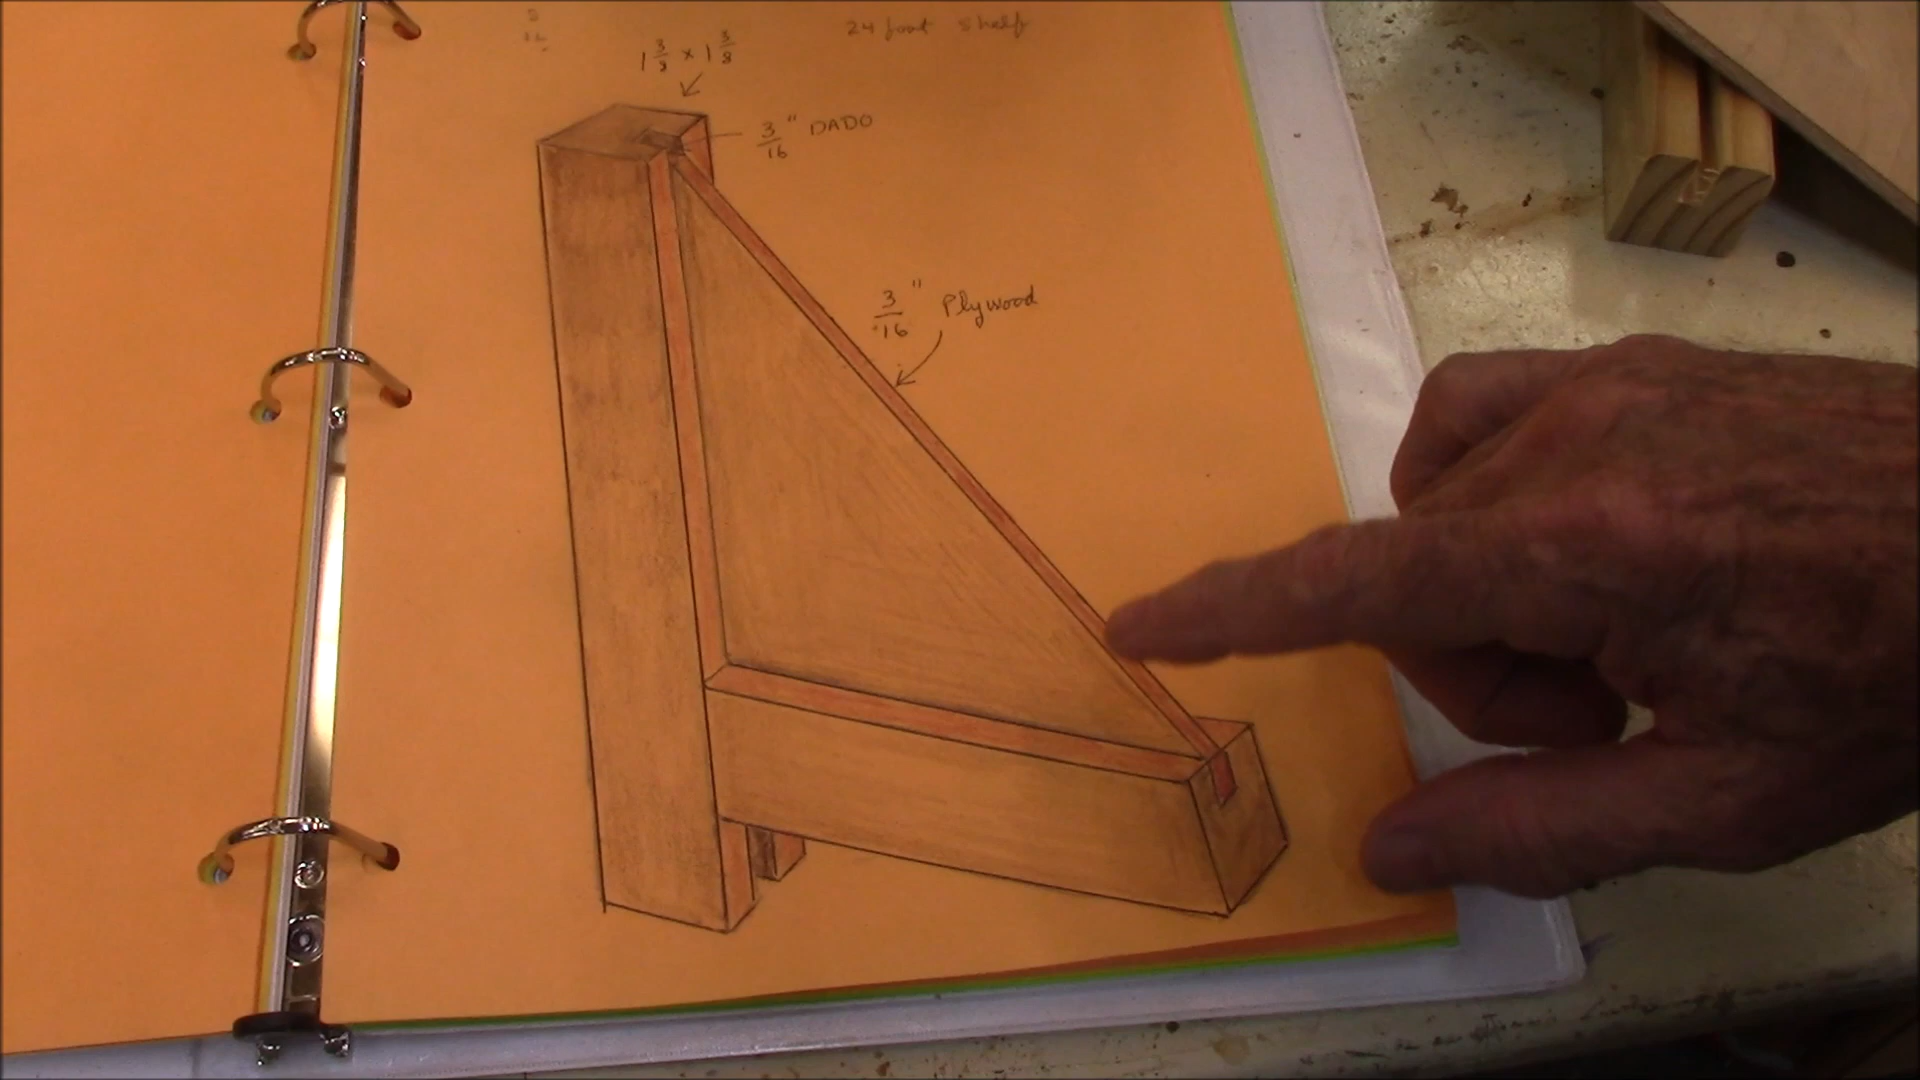 24 foot shelf
1 3/8 x 1 3/8
3/16" DADO
3/16" Plywood